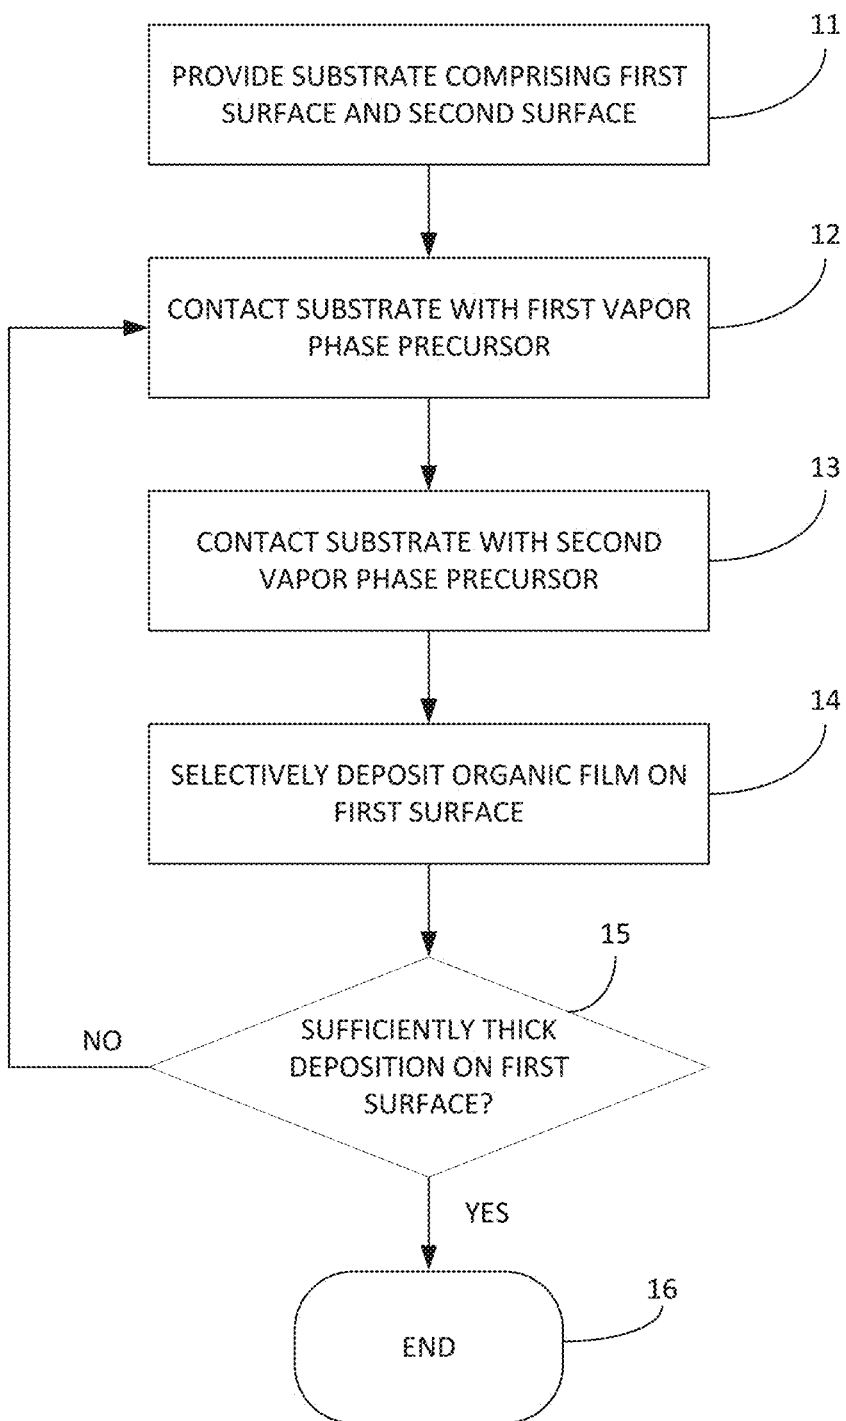 11
PROVIDE SUBSTRATE COMPRISING FIRST
SURFACE AND SECOND SURFACE
12
CONTACT SUBSTRATE WITH FIRST VAPOR
PHASE PRECURSOR
13
CONTACT SUBSTRATE WITH SECOND
VAPOR PHASE PRECURSOR
14
SELECTIVELY DEPOSIT ORGANIC FILM ON
FIRST SURFACE
15
SUFFICIENTLY THICK
DEPOSITION ON FIRST
SURFACE?
NO
YES
16
END